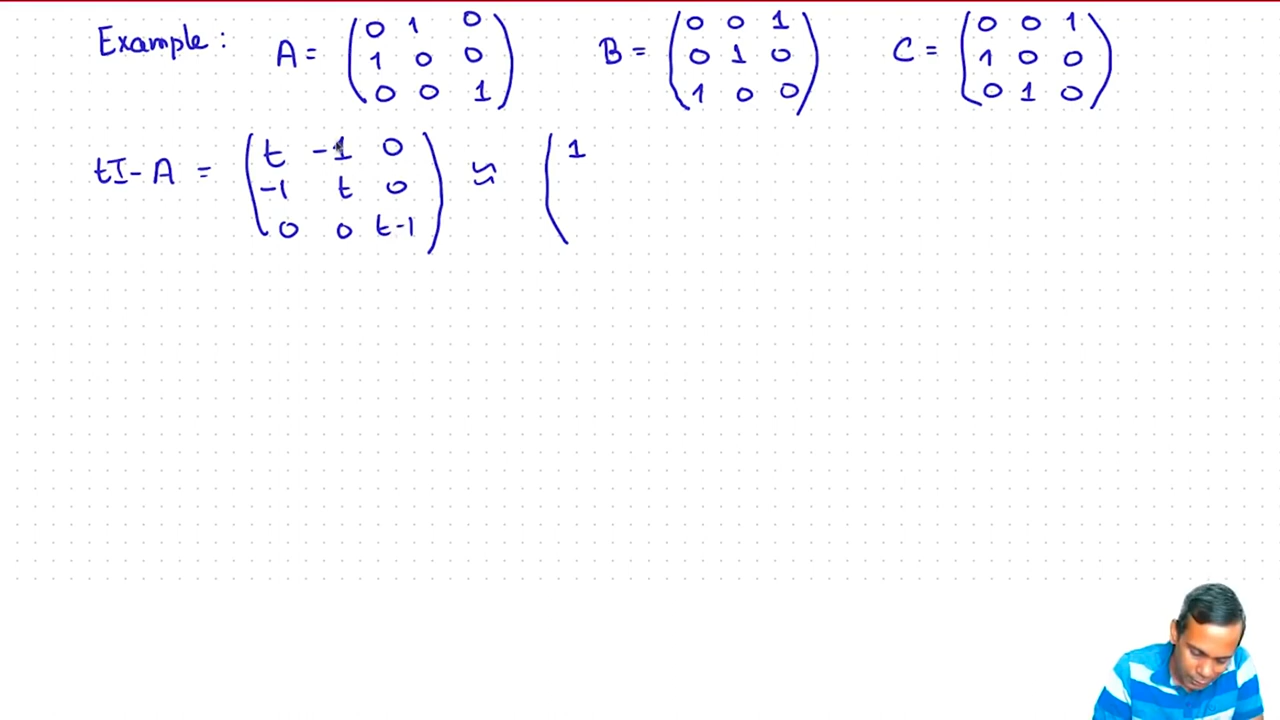 Example : A = (0 1 0 B = (0 0 1 C = (0 0 1
1 0 0 0 1 0 1 0 0
0 0 1) 1 0 0) 0 1 0)
tI - A = (t -1 0 ≈ (1
-1 t 0
0 0 t-1)